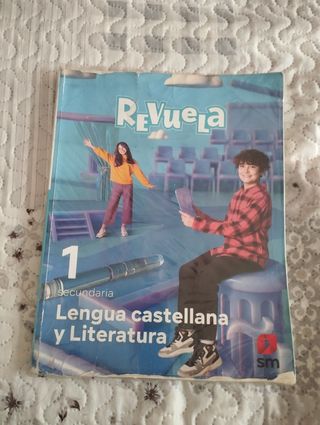 REVUELA
1
secundaria
Lengua castellana
y Literatura
sm